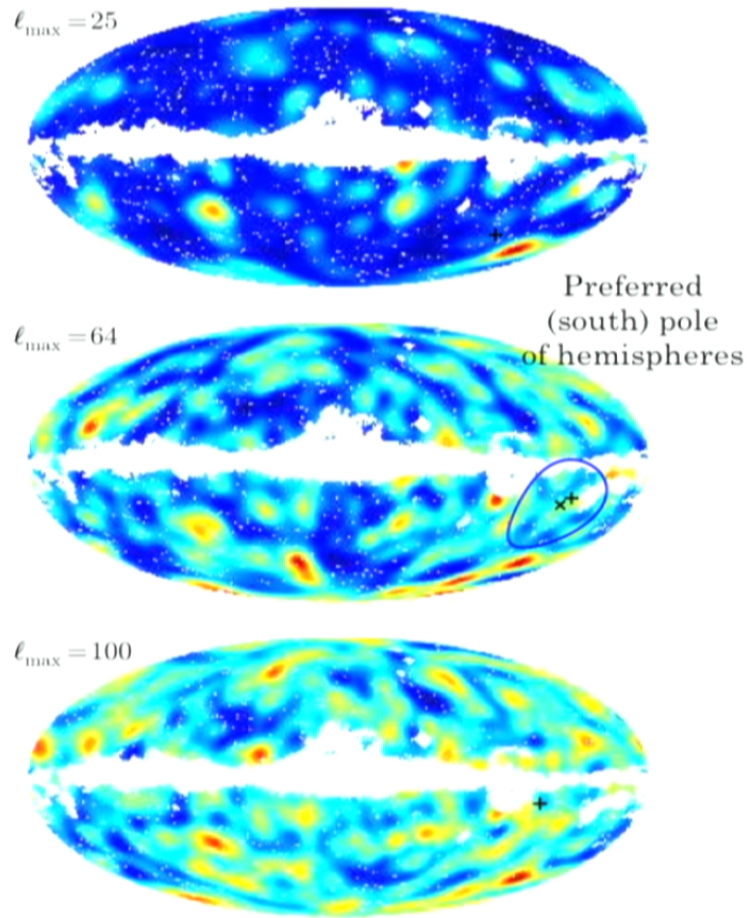 ℓmax = 25
Preferred
(south) pole
of hemispheres
ℓmax = 64
ℓmax = 100